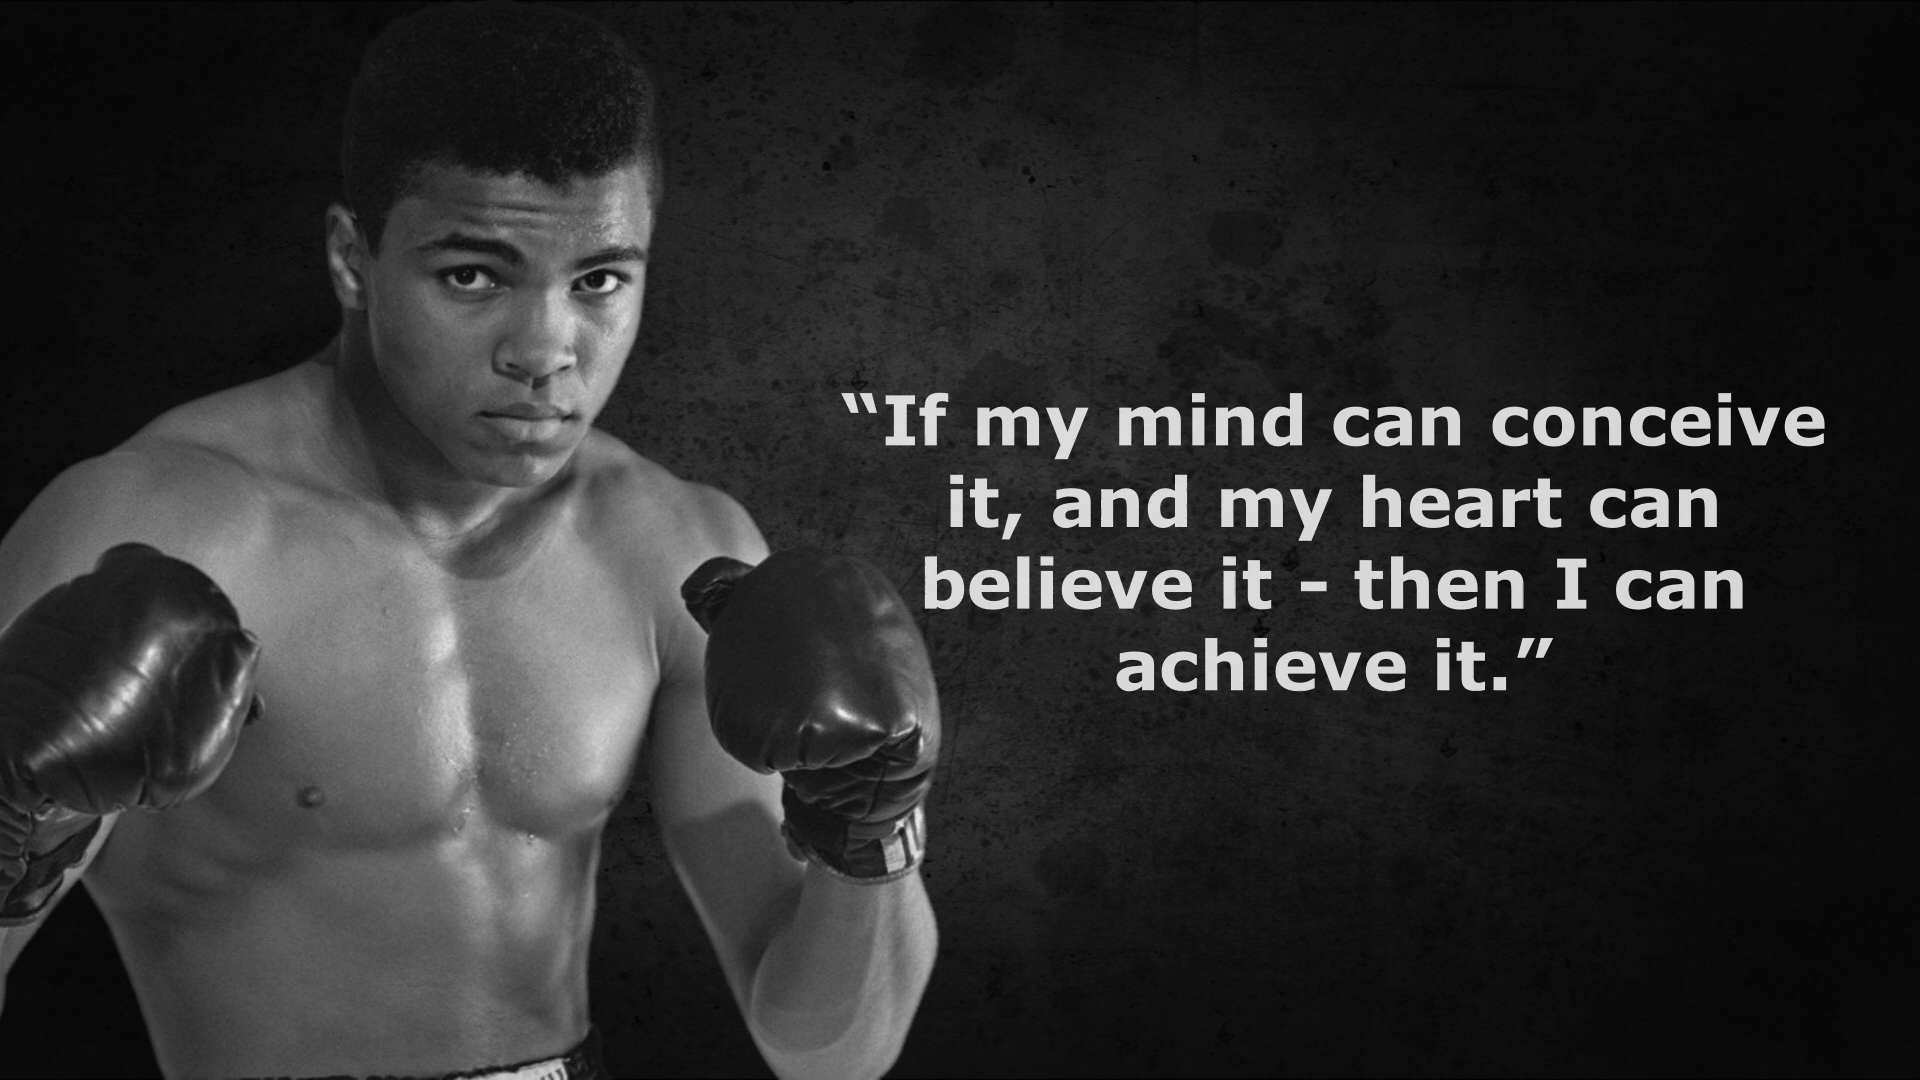 “If my mind can conceive
it, and my heart can
believe it - then I can
achieve it.”